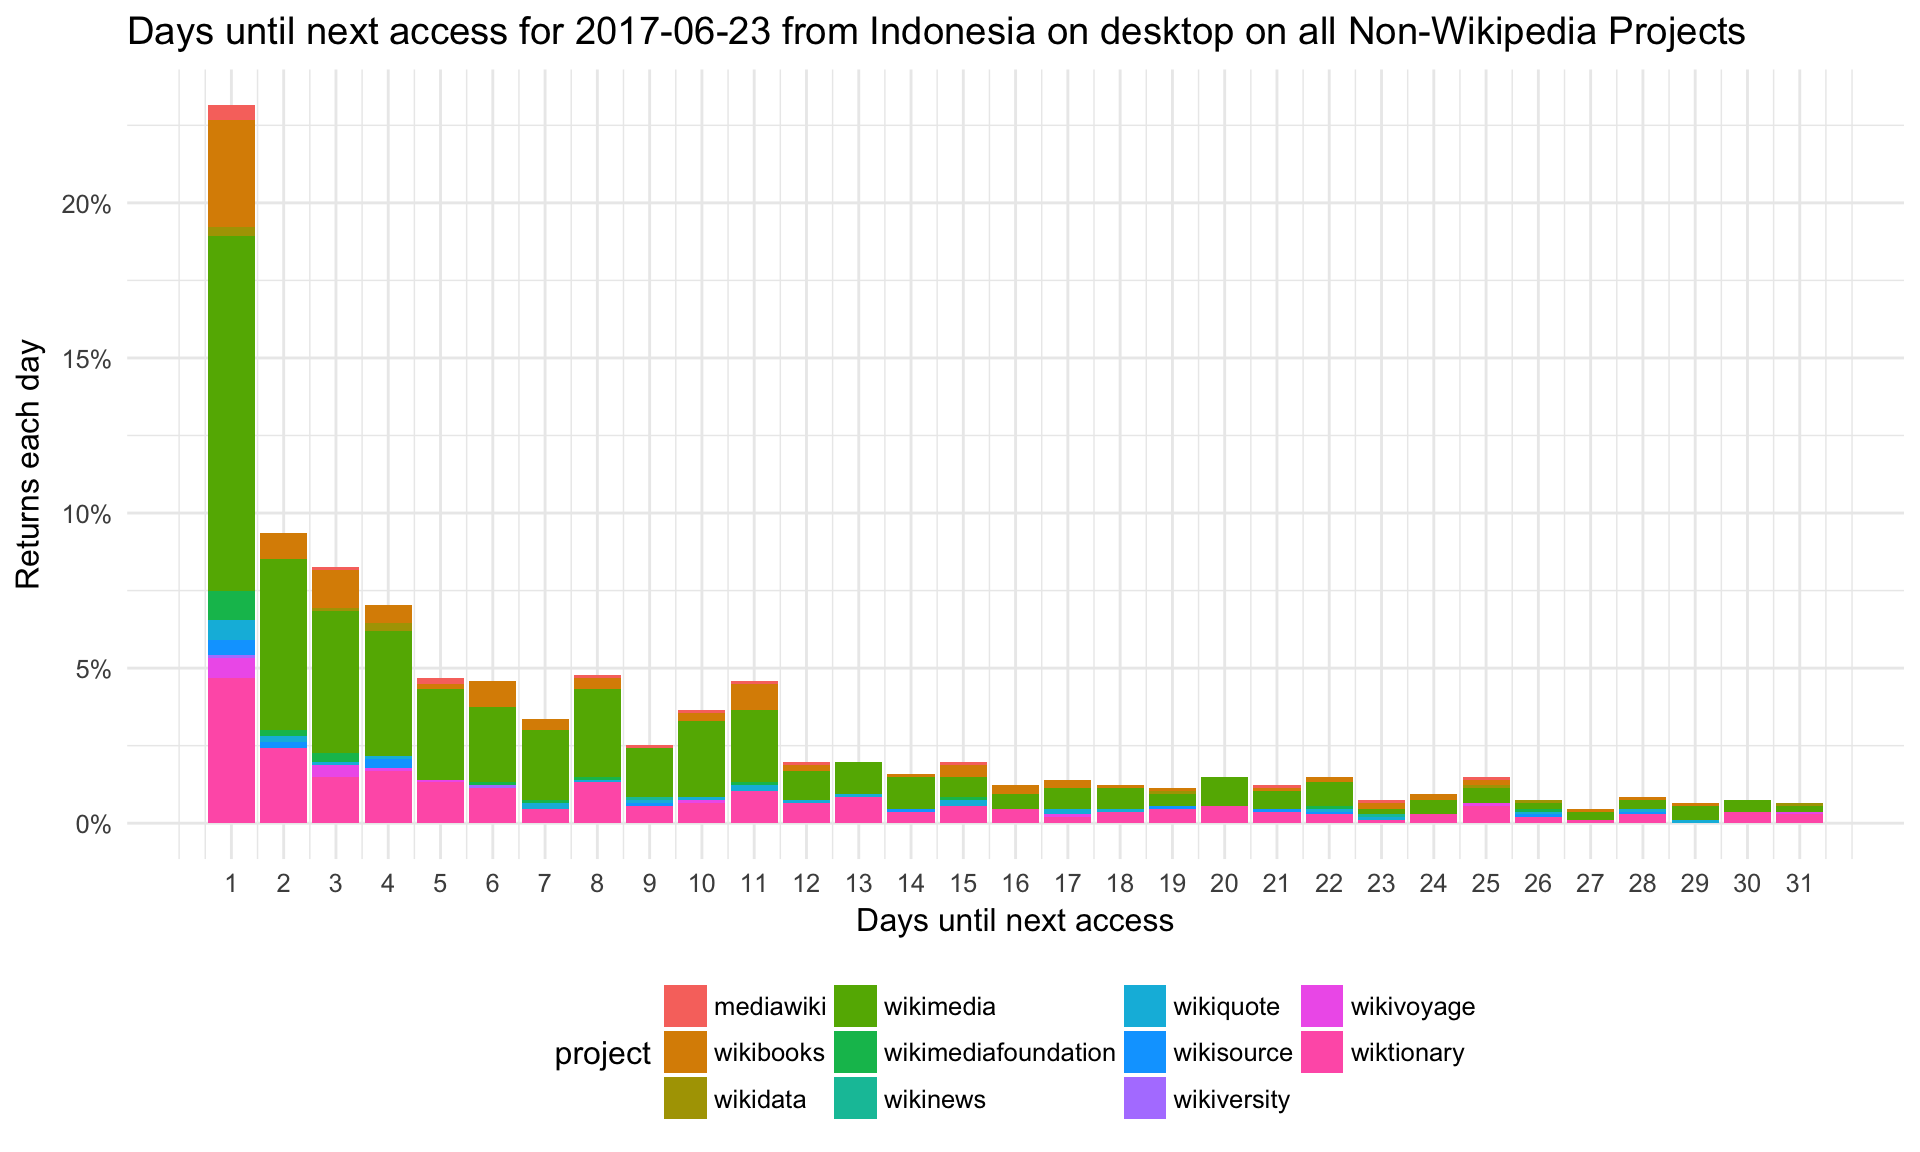 Days until next access for 2017-06-23 from Indonesia on desktop on all Non-Wikipedia Projects
Returns each day
20%
15%
10%
5%
0%
1 2 3 4 5 6 7 8 9 10 11 12 13 14 15 16 17 18 19 20 21 22 23 24 25 26 27 28 29 30 31
Days until next access
project
mediawiki wikimedia wikiquote wikivoyage
wikibooks wikimediafoundation wikisource wiktionary
wikidata wikinews wikiversity